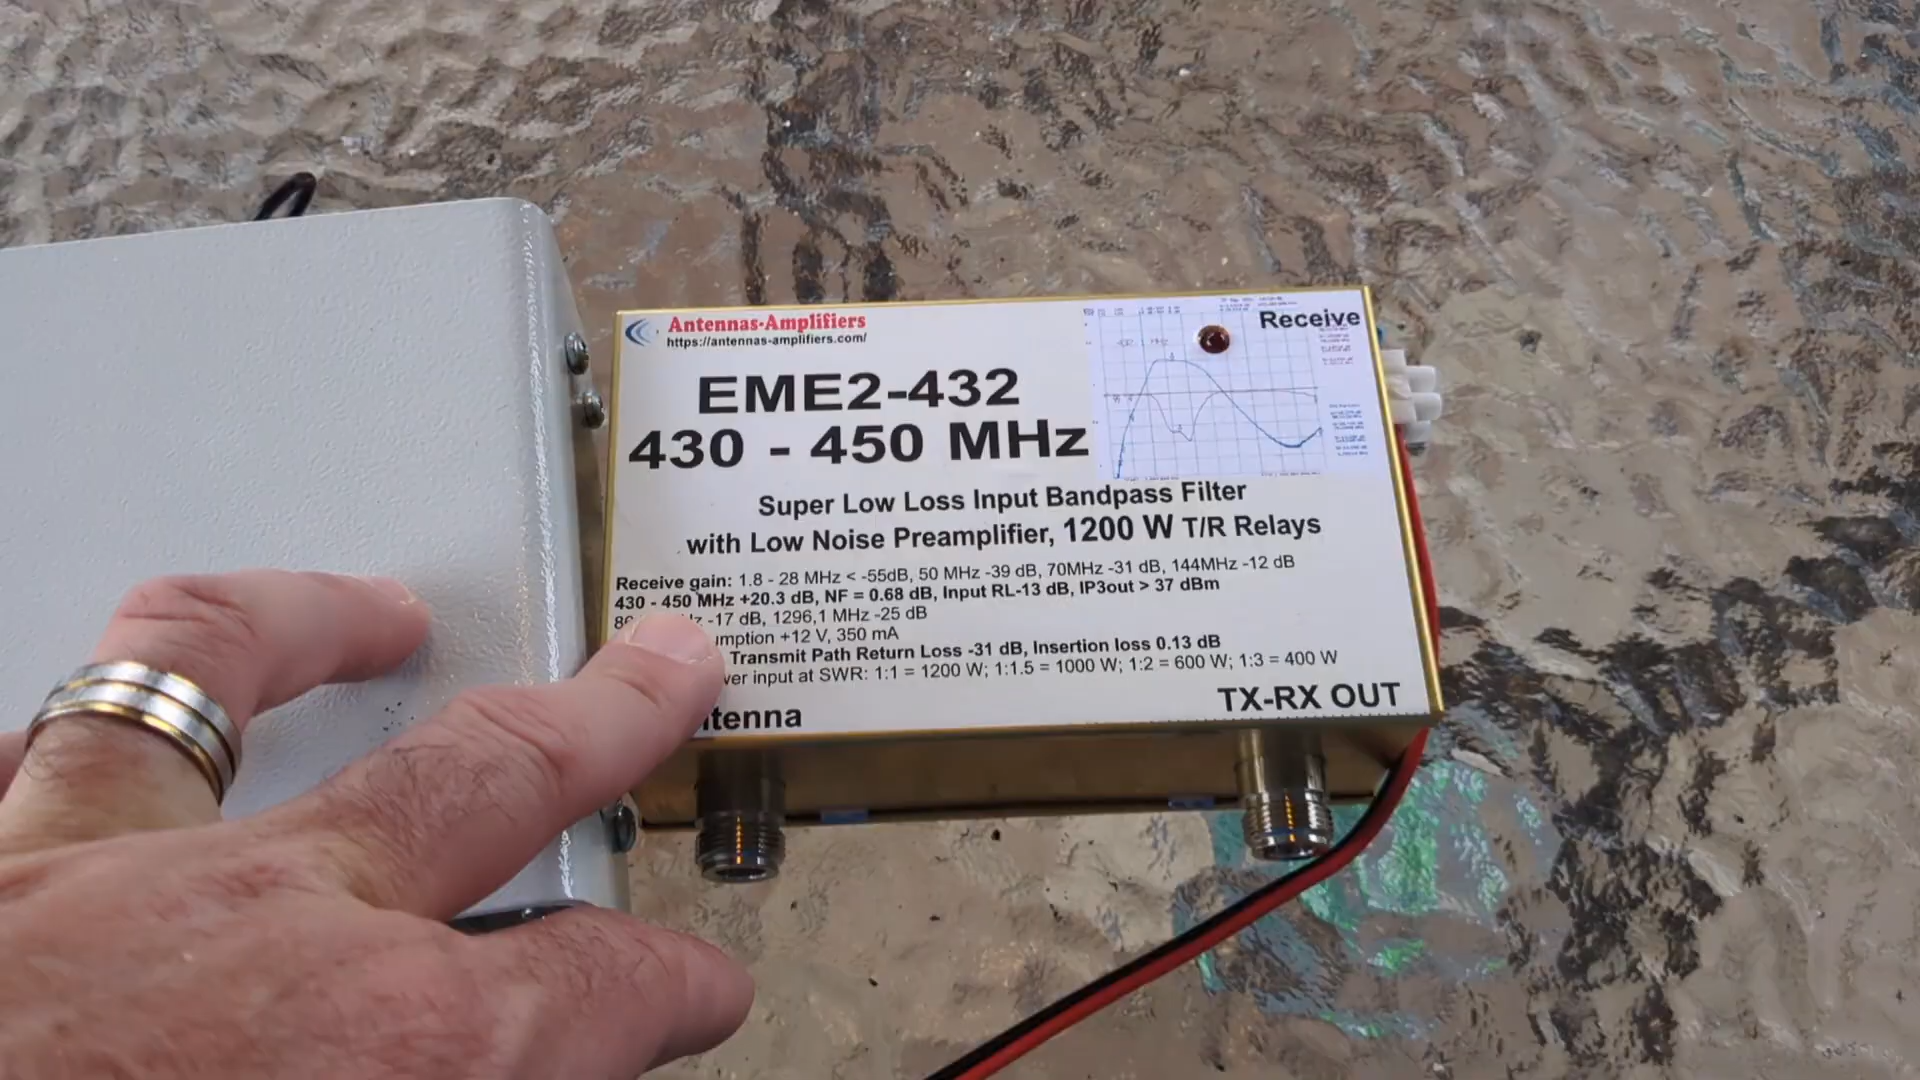 Antennas-Amplifiers
https://antennas-amplifiers.com/
Receive
EME2-432
430 - 450 MHz
Super Low Loss Input Bandpass Filter
with Low Noise Preamplifier, 1200 W T/R Relays
Receive gain: 1.8 - 28 MHz < -55dB, 50 MHz -39 dB, 70MHz -31 dB, 144MHz -12 dB
430 - 450 MHz +20.3 dB, NF = 0.68 dB, Input RL-13 dB, IP3out > 37 dBm
-17 dB, 1296,1 MHz -25 dB
+12 V, 350 mA
Transmit Path Return Loss -31 dB, Insertion loss 0.13 dB
input at SWR: 1:1 = 1200 W; 1:1.5 = 1000 W; 1:2 = 600 W; 1:3 = 400 W
TX-RX OUT